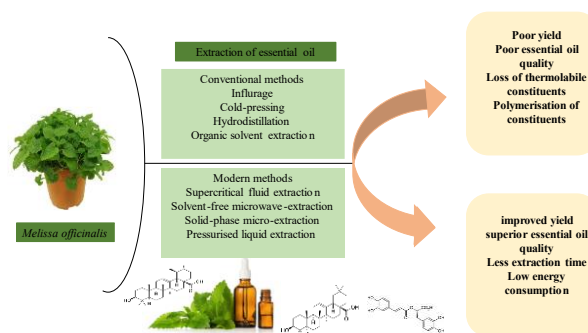 Extraction of essential oil
Conventional methods
Influrage
Cold-pressing
Hydrodistillation
Organic solvent extraction
Modern methods
Supercritical fluid extraction
Solvent-free microwave-extraction
Solid-phase micro-extraction
Pressurised liquid extraction
Melissa officinalis
Poor yield
Poor essential oil
quality
Loss of thermolabile
constituents
Polymerisation of
constituents
improved yield
superior essential oil
quality
Less extraction time
Low energy
consumption